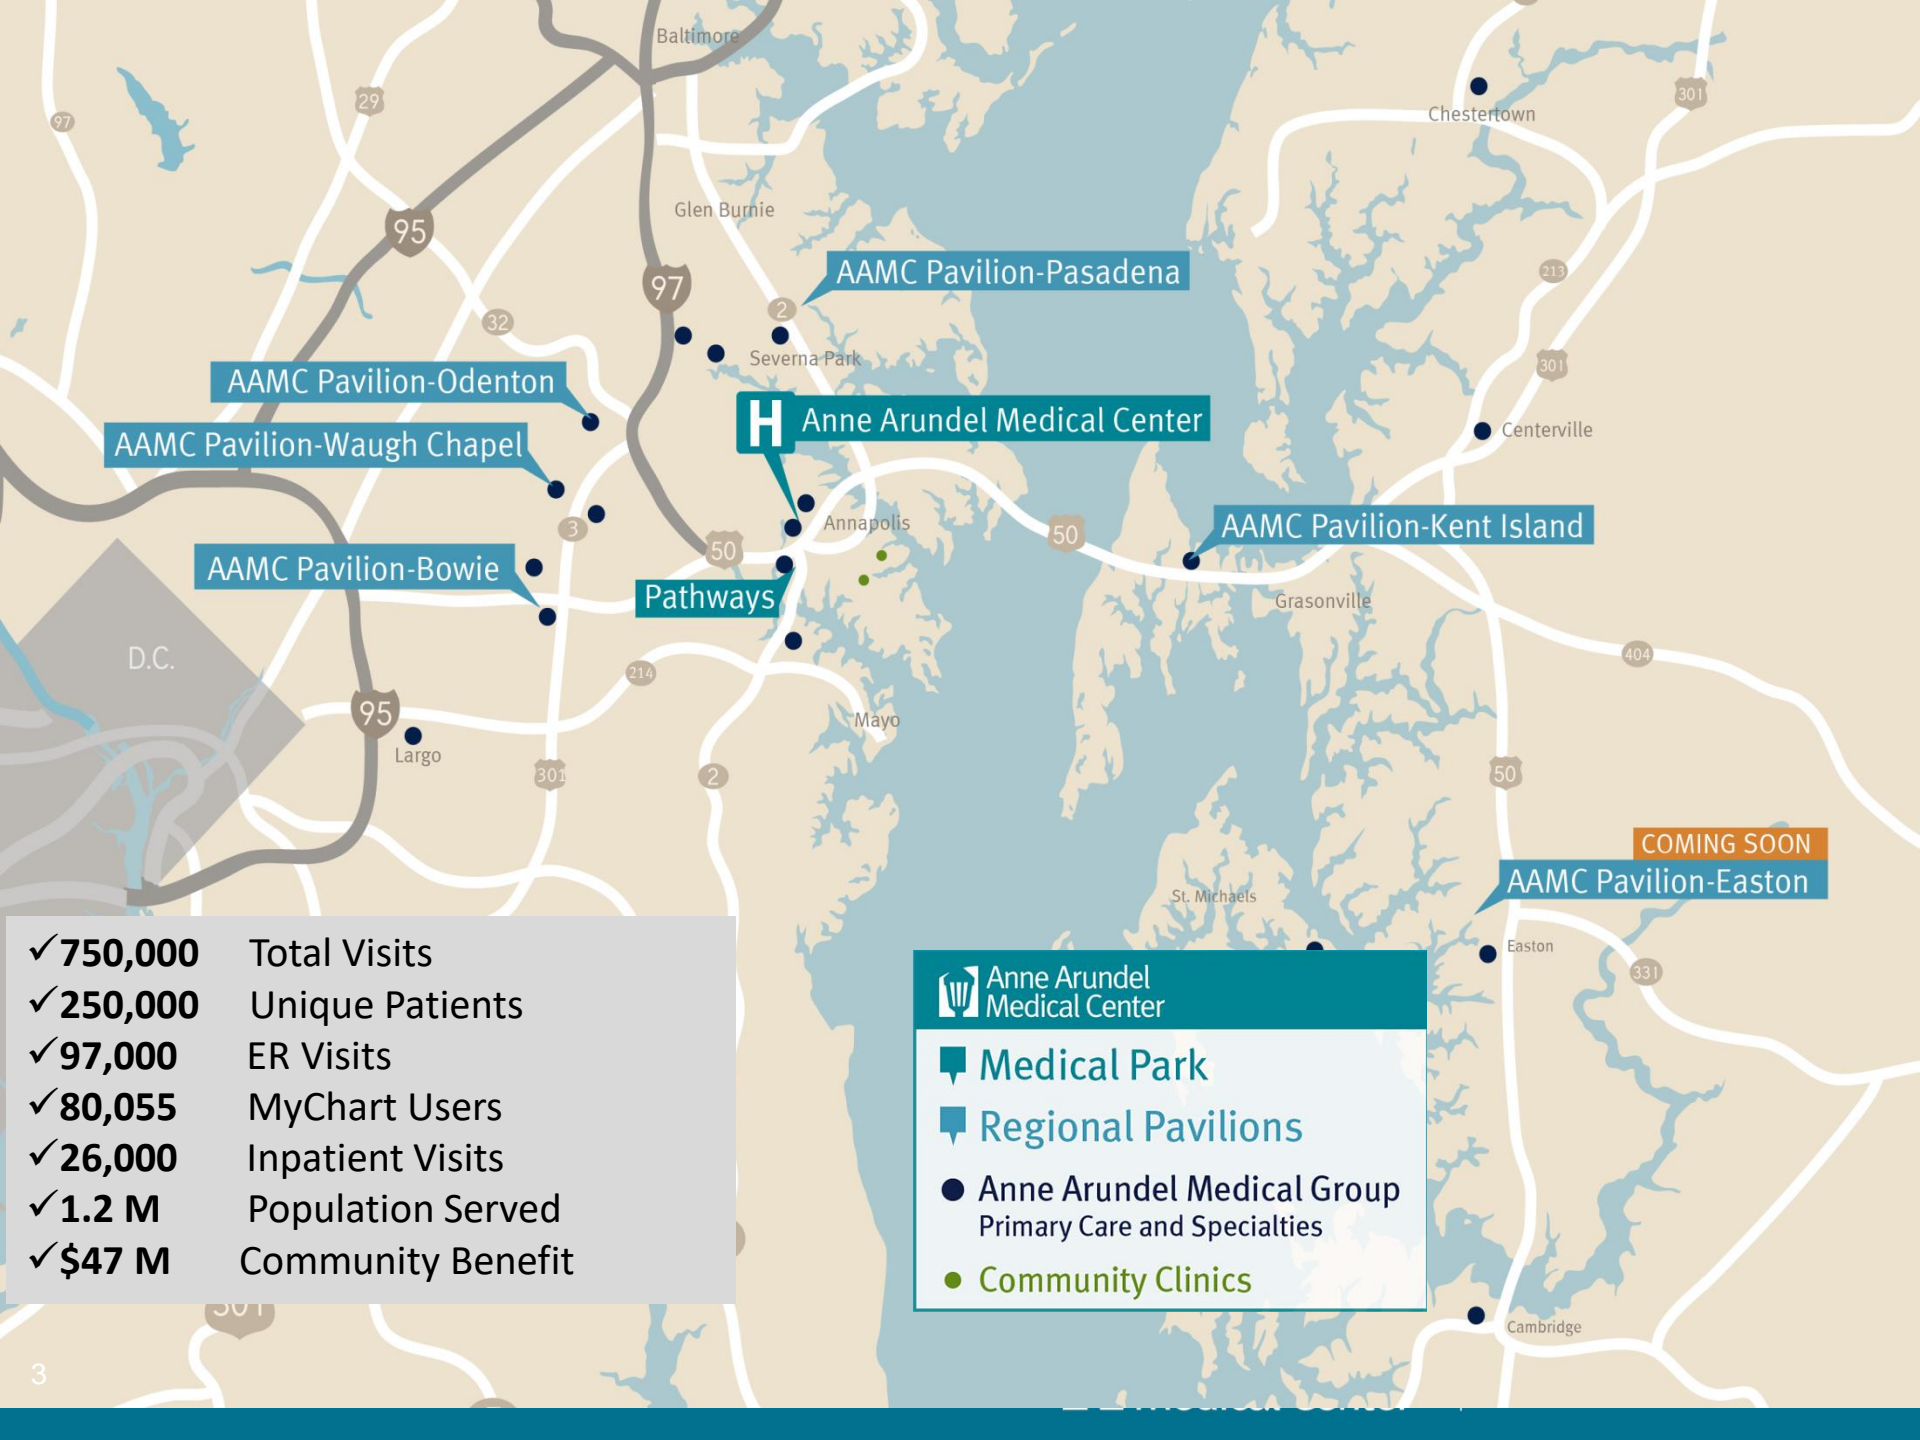 Baltimore
29
97
301
Chestertown
95
Glen Burnie
AAMC Pavilion-Pasadena
213
97
2
32
Severna Park
301
AAMC Pavilion-Odenton
H Anne Arundel Medical Center
Centerville
AAMC Pavilion-Waugh Chapel
3
Annapolis
50
50
AAMC Pavilion-Kent Island
AAMC Pavilion-Bowie
Pathways
Grasonville
D.C.
214
404
95
Mayo
Largo
301
2
50
COMING SOON
AAMC Pavilion-Easton
St. Michaels
Easton
331
✓750,000 Total Visits
✓250,000 Unique Patients
✓97,000 ER Visits
✓80,055 MyChart Users
✓26,000 Inpatient Visits
✓1.2 M Population Served
✓$47 M Community Benefit
Anne Arundel
Medical Center
Medical Park
Regional Pavilions
Anne Arundel Medical Group
Primary Care and Specialties
Community Clinics
301
Cambridge
3
Medical Center